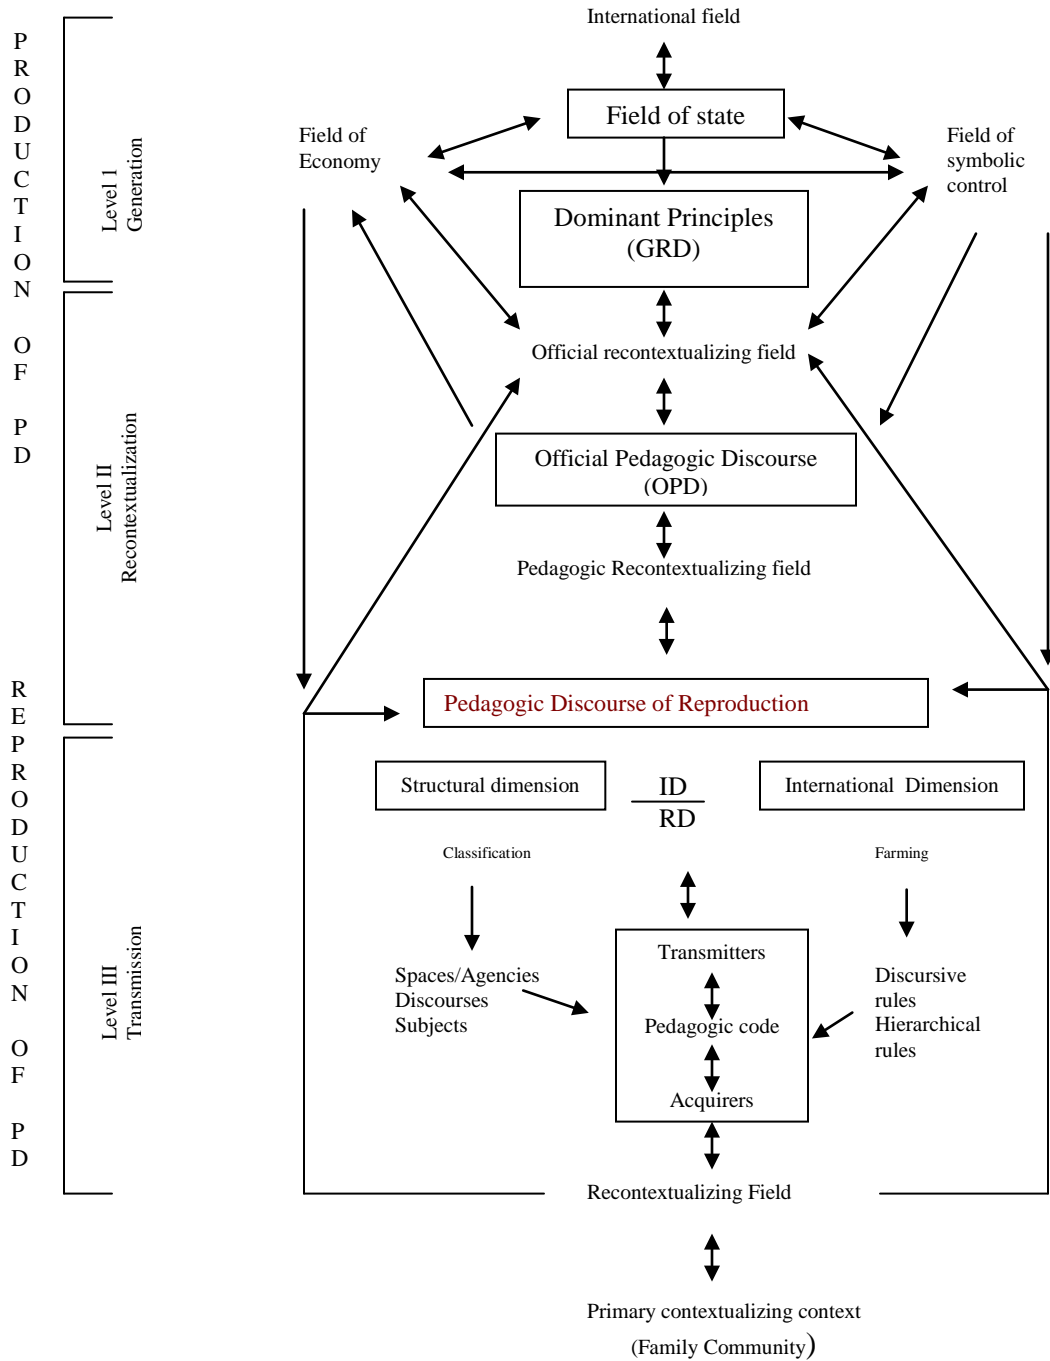 International field
Field of state
Field of
Economy
Field of
symbolic
control
Dominant Principles
(GRD)
Official recontextualizing field
Official Pedagogic Discourse
(OPD)
Pedagogic Recontextualizing field
Pedagogic Discourse of Reproduction
Structural dimension
ID
RD
International Dimension
Classification
Farming
Transmitters
Spaces/Agencies
Discourses
Subjects
Pedagogic code
Discursive
rules
Hierarchical
rules
Acquirers
Recontextualizing Field
Primary contextualizing context
(Family Community)
PRODUCTION OF PD
REPRODUCTION OF PD
Level 1
Generation
Level II
Recontextualization
Level III
Transmission